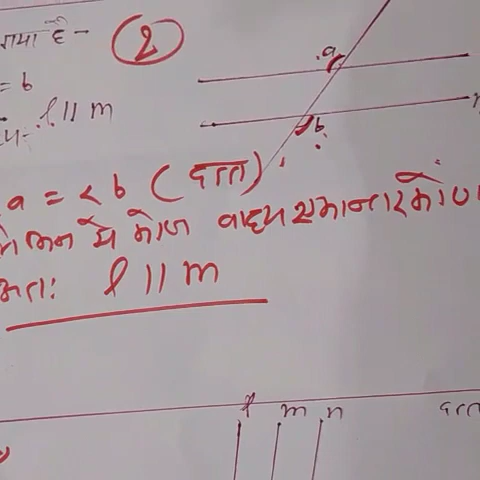 गया है -
(2)
= b
l || m
a
b
a = < b (दत्त)
ये कोण बाह्य एकान्तर कोण
अतः l || m
l m n